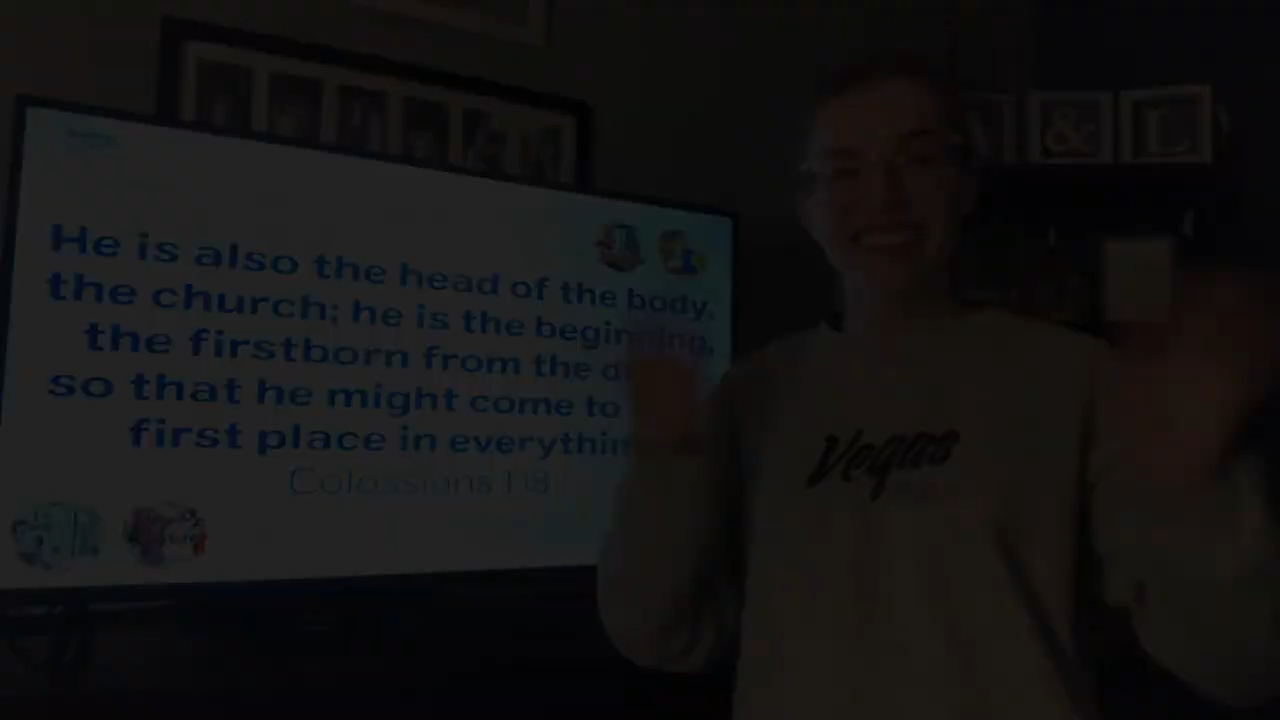 He is also the head of the body,
the church; he is the beginning,
the firstborn from the
so that he might come to
first place in
Colossians 1:18
& L
Vegas